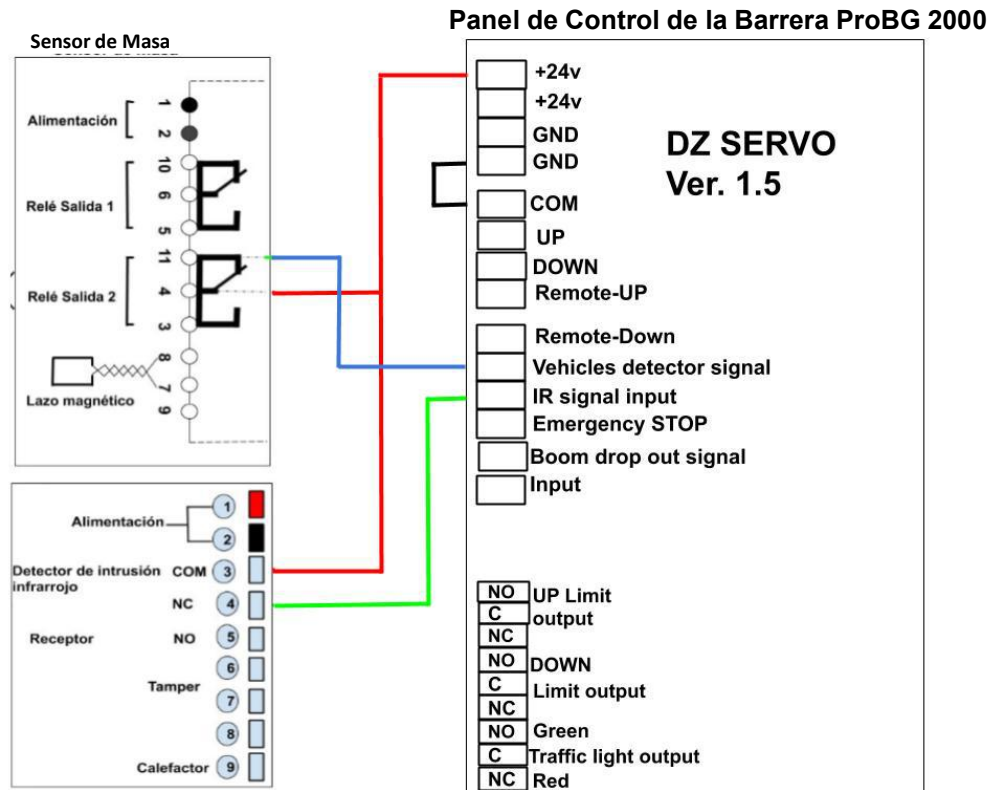 Panel de Control de la Barrera ProBG 2000
Sensor de Masa
Alimentación
1
2
Relé Salida 1
10
6
5
Relé Salida 2
11
4
3
Lazo magnético
8
7
9
+24v
+24v
GND
GND
COM
UP
DOWN
Remote-UP
Remote-Down
Vehicles detector signal
IR signal input
Emergency STOP
Boom drop out signal
Input
DZ SERVO
Ver. 1.5
Alimentación
1
2
Detector de intrusión
infrarrojo
COM 3
NC 4
Receptor
NO 5
6
Tamper
7
8
Calefactor 9
NO UP Limit
C output
NC
NO DOWN
C Limit output
NC
NO Green
C Traffic light output
NC Red